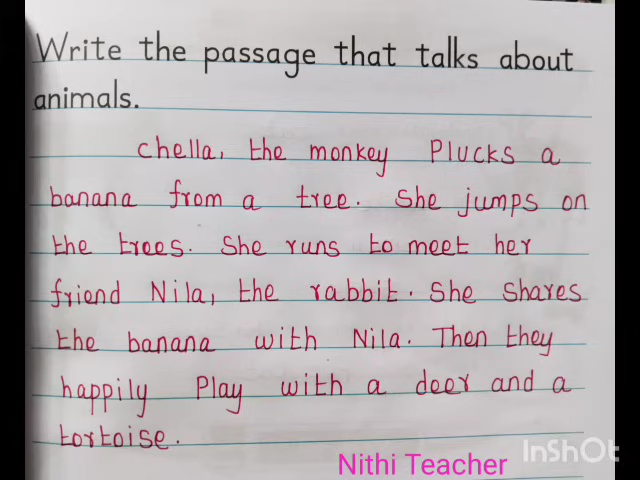 Write the passage that talks about
animals.
chella, the monkey Plucks a
banana from a tree. She jumps on
the trees. She runs to meet her
friend Nila, the rabbit. She shares
the banana with Nila. Then they
happily Play with a deer and a
tortoise.
InShOt
Nithi Teacher